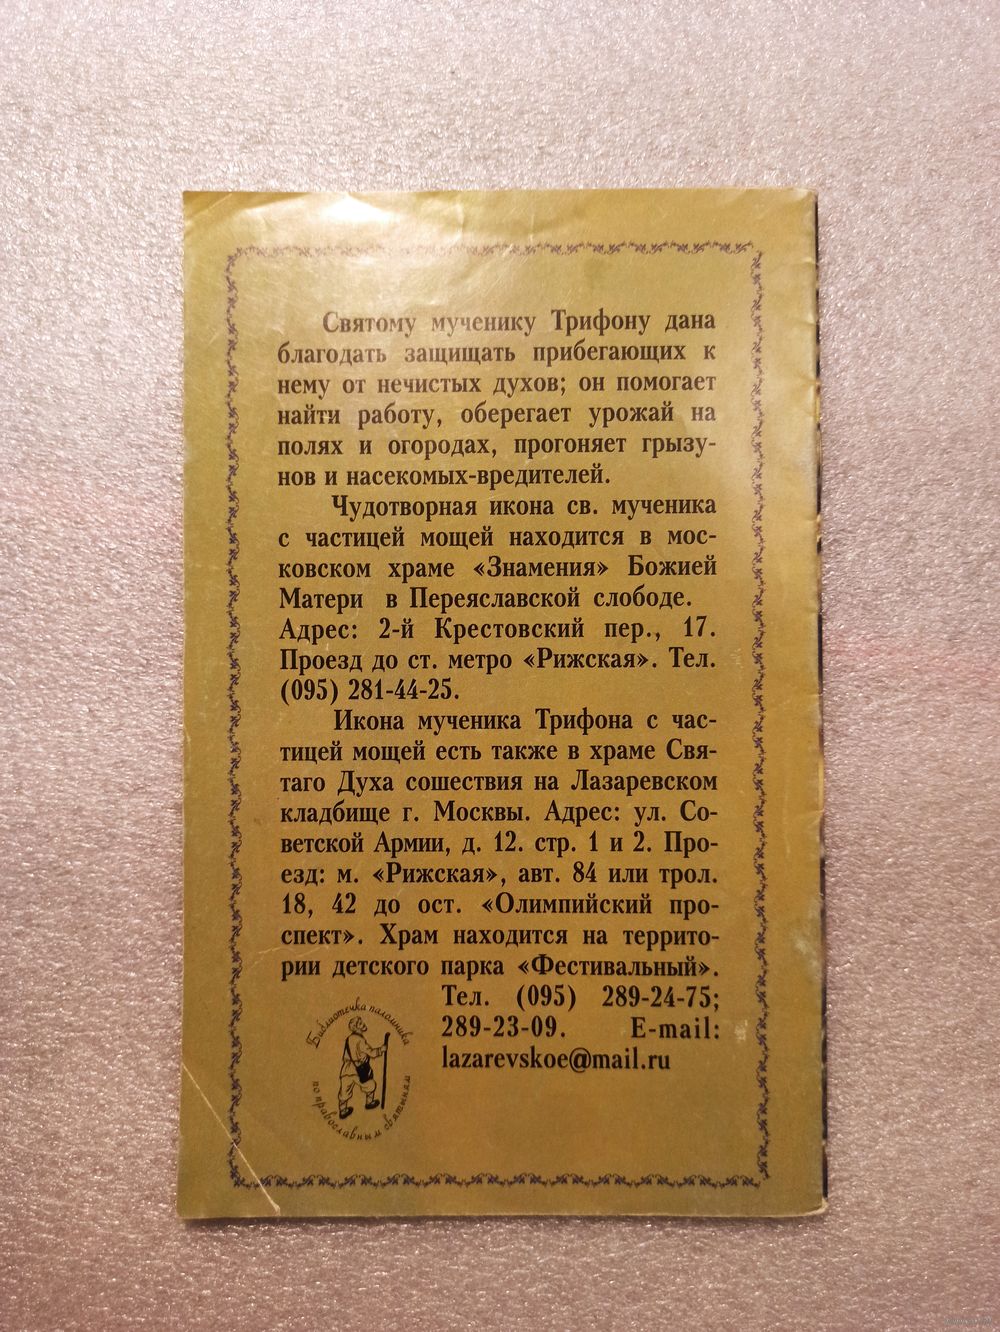 Святому мученику Трифону дана
благодать защищать прибегающих к
нему от нечистых духов; он помогает
найти работу, оберегает урожай на
полях и огородах, прогоняет грызу-
нов и насекомых-вредителей.
Чудотворная икона св. мученика
с частицей мощей находится в мос-
ковском храме «Знамения» Божией
Матери в Переяславской слободе.
Адрес: 2-й Крестовский пер., 17.
Проезд до ст. метро «Рижская». Тел.
(095) 281-44-25.
Икона мученика Трифона с час-
тицей мощей есть также в храме Свя-
таго Духа сошествия на Лазаревском
кладбище г. Москвы. Адрес: ул. Со-
ветской Армии, д. 12. стр. 1 и 2. Про-
езд: м. «Рижская», авт. 84 или трол.
18, 42 до ост. «Олимпийский про-
спект». Храм находится на террито-
рии детского парка «Фестивальный».
Тел. (095) 289-24-75;
289-23-09. E-mail:
lazarevskoe@mail.ru
Библиотечка паломника
по православным святыням